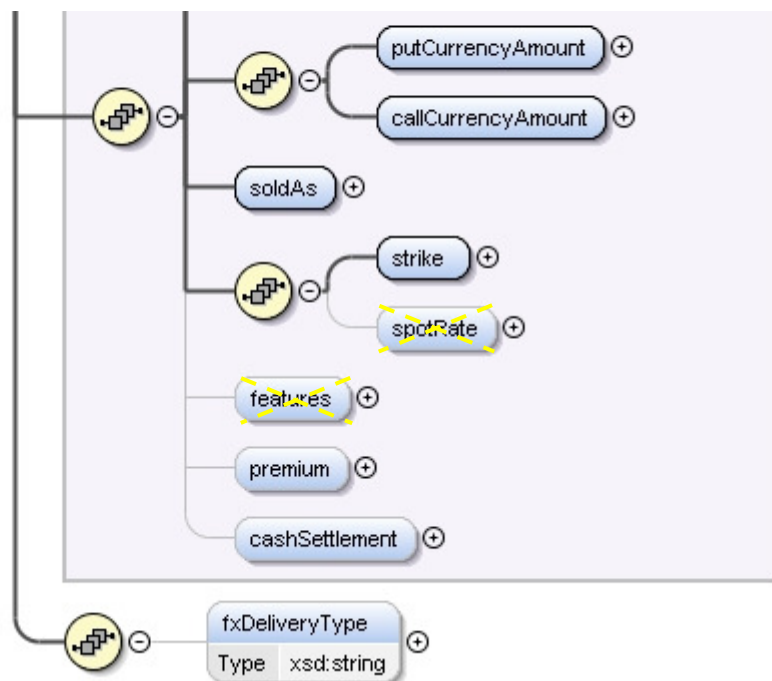 putCurrencyAmount
callCurrencyAmount
soldAs
strike
spotRate
features
premium
cashSettlement
fxDeliveryType
Type xsd:string